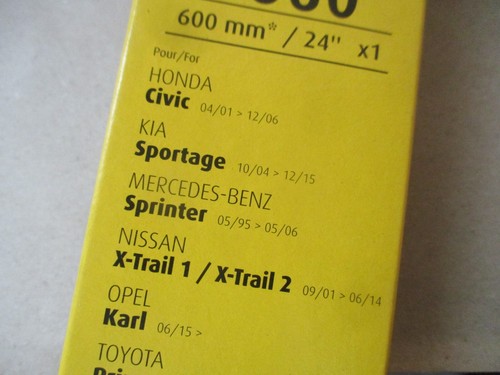 600 mm* / 24" x1
Pour/For
HONDA
Civic 04/01 > 12/06
KIA
Sportage 10/04 > 12/15
MERCEDES-BENZ
Sprinter 05/95 > 05/06
NISSAN
X-Trail 1 / X-Trail 2 09/01 > 06/14
OPEL
Karl 06/15 >
TOYOTA